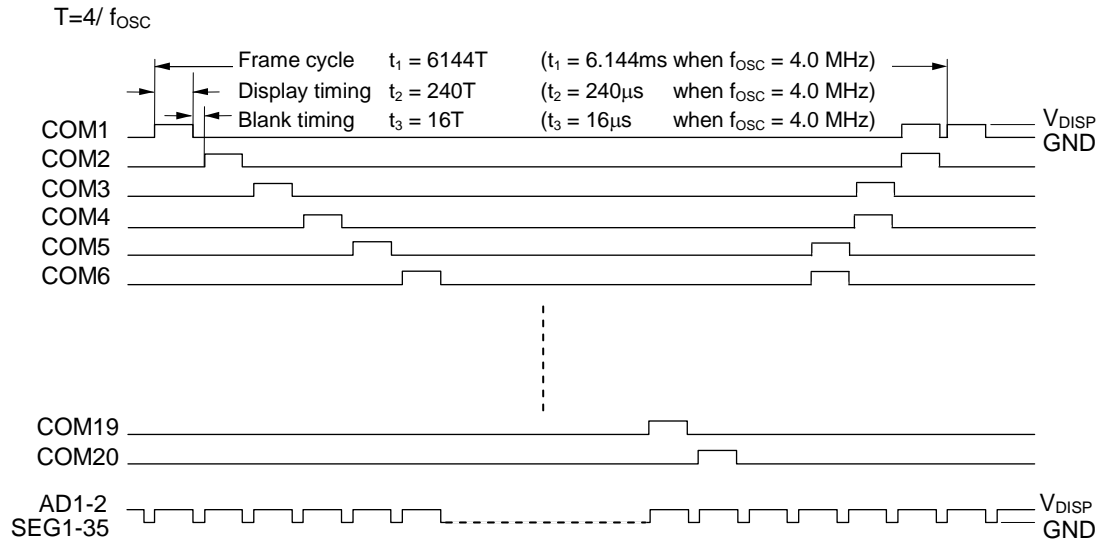 T=4/ fOSC
Frame cycle t1 = 6144T (t1 = 6.144ms when fOSC = 4.0 MHz)
Display timing t2 = 240T (t2 = 240μs when fOSC = 4.0 MHz)
Blank timing t3 = 16T (t3 = 16μs when fOSC = 4.0 MHz)
COM1 VDISP
GND
COM2
COM3
COM4
COM5
COM6
COM19
COM20
AD1-2 VDISP
SEG1-35 GND